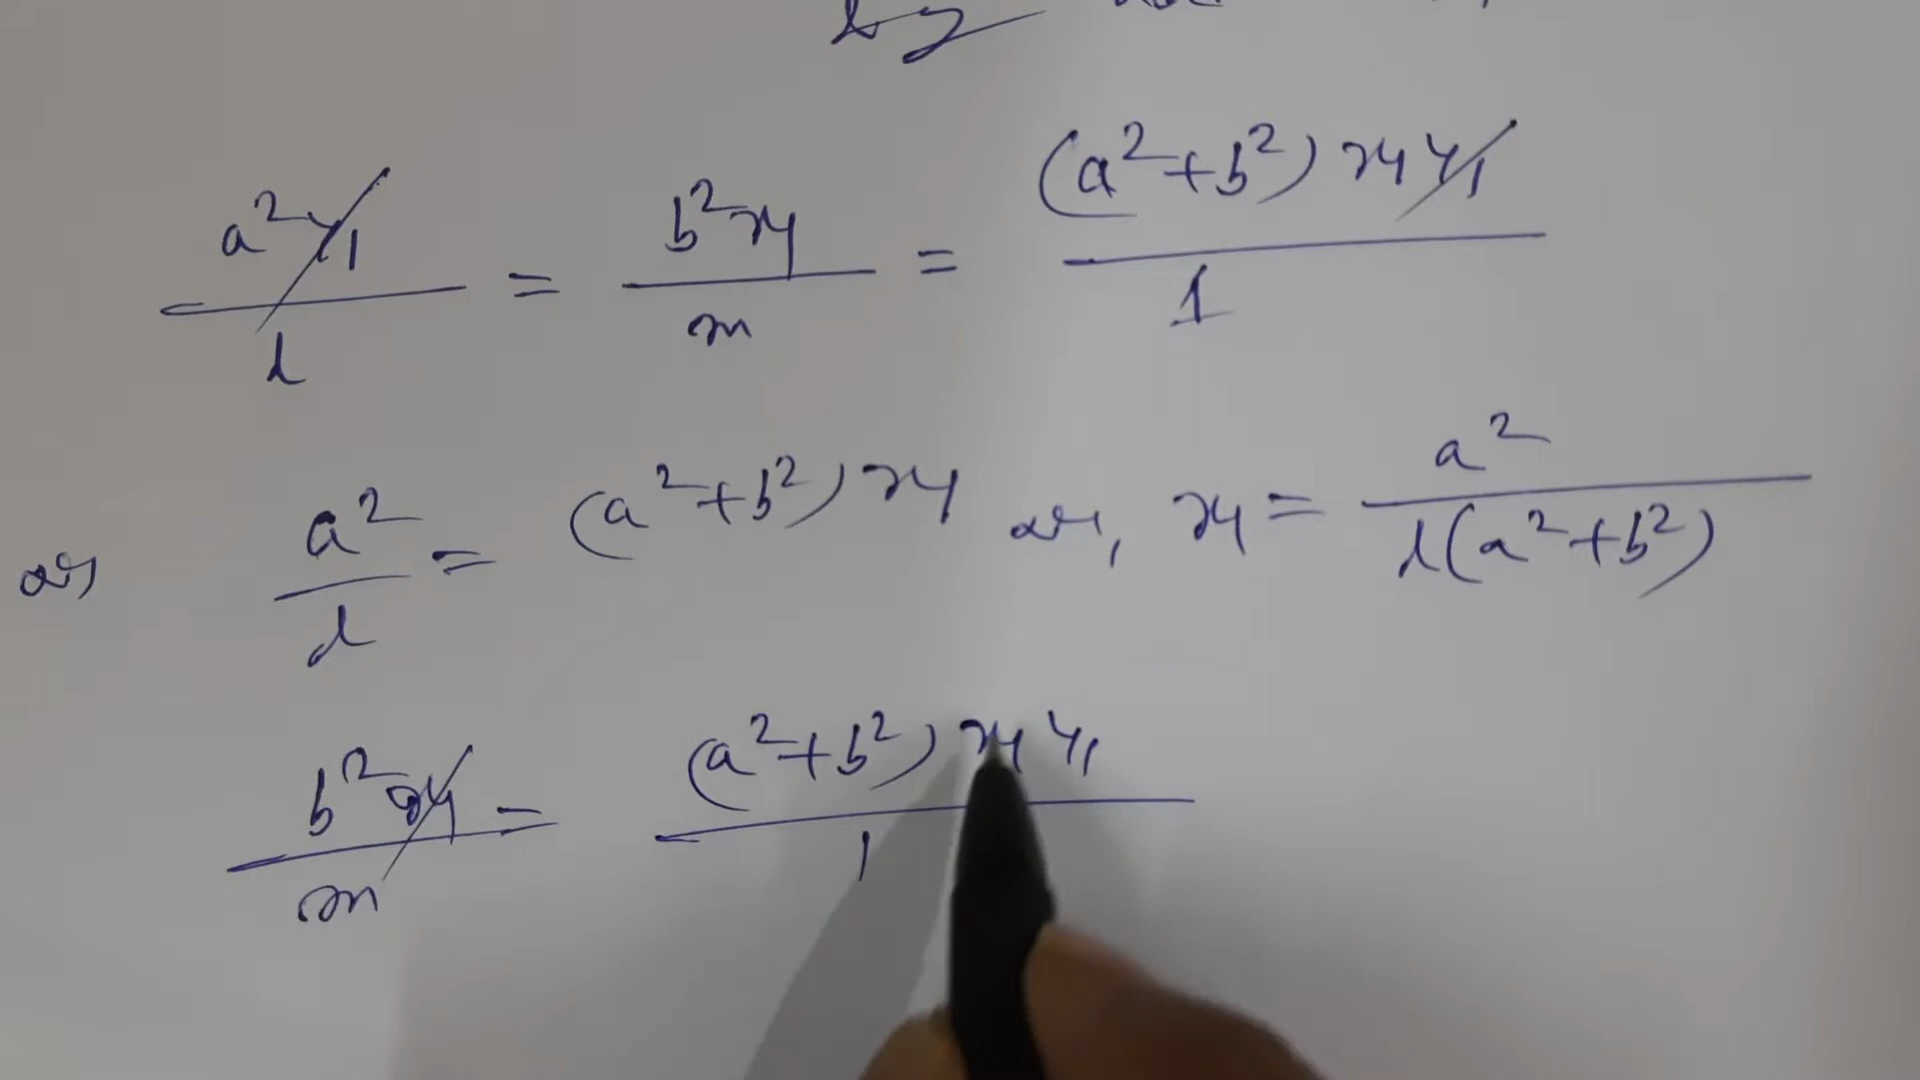 by
a²y₁/l = b²x₁/m = (a²+b²)x₁y₁/1
or a²/l = (a²+b²)x₁ or, x₁ = a²/l(a²+b²)
b²x₁/m = (a²+b²)x₁y₁/1